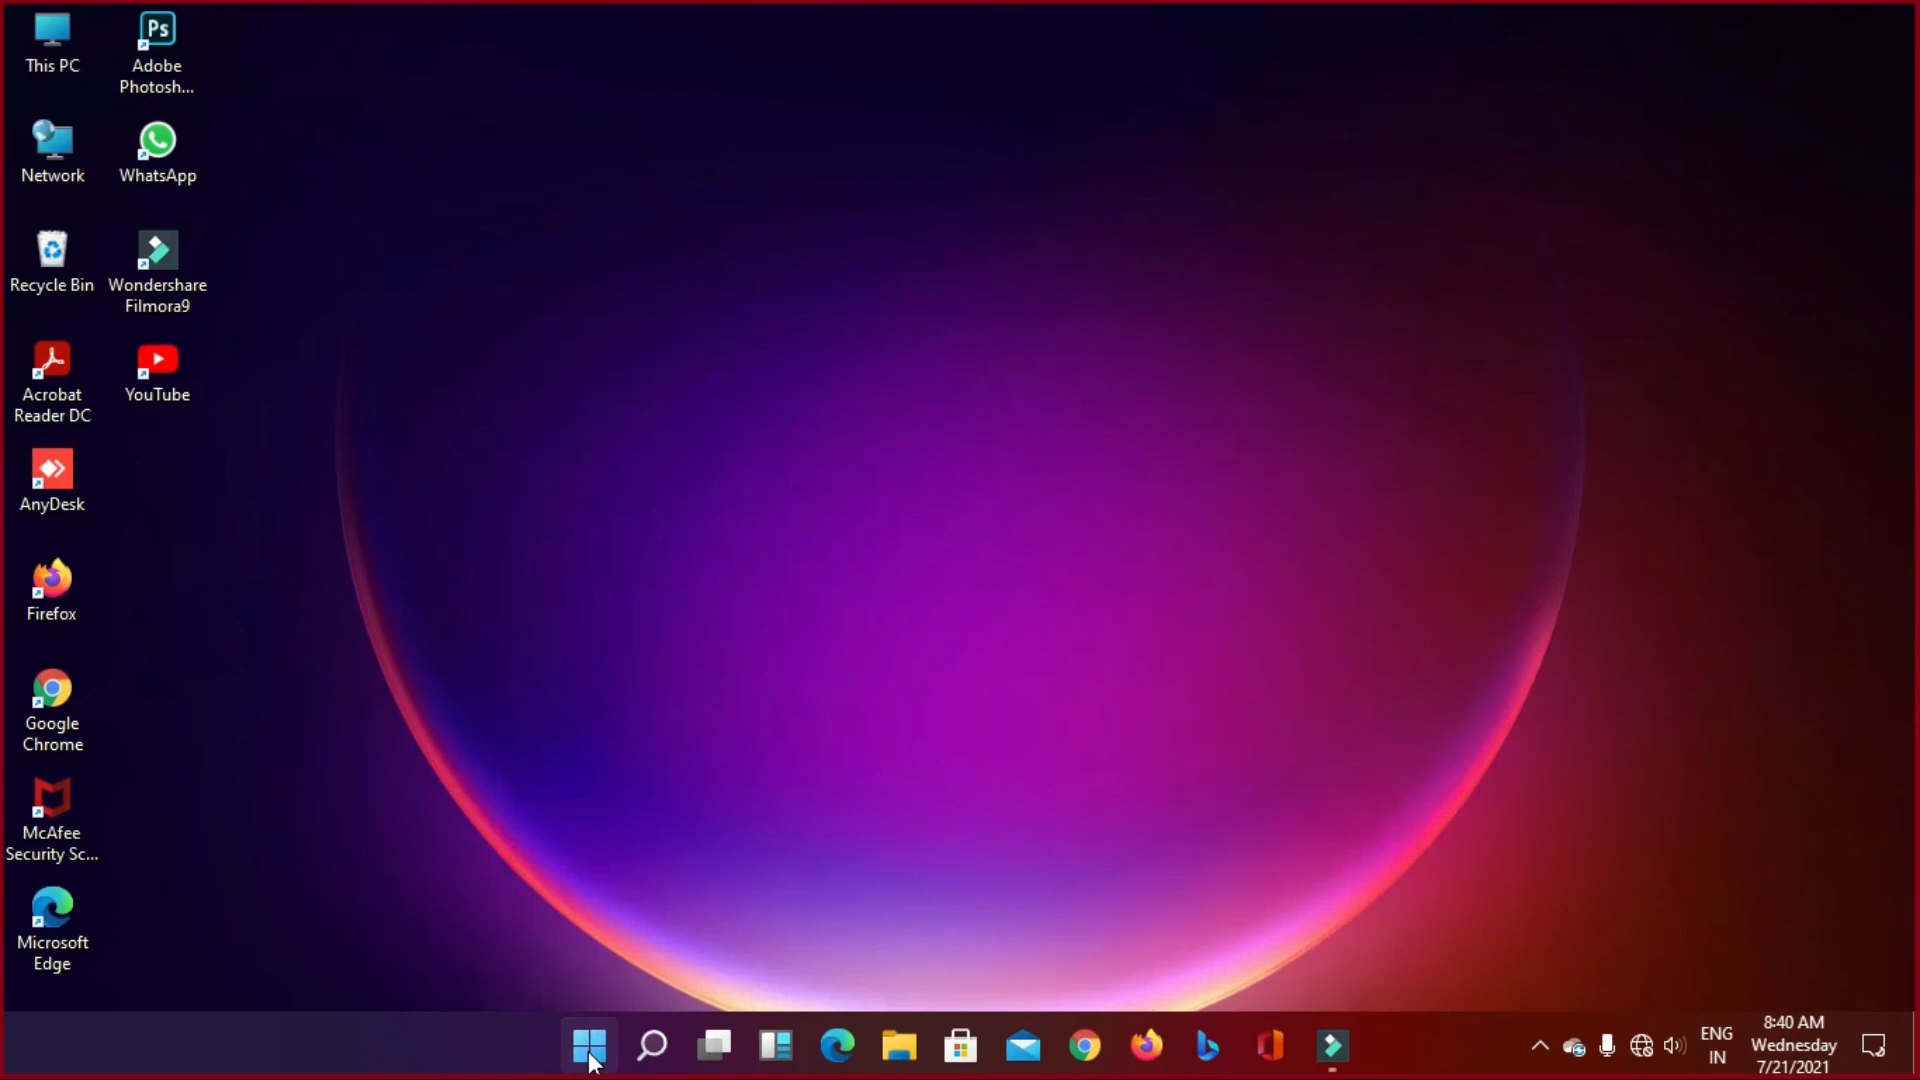 This PC
Adobe
Photosh...
Network
WhatsApp
Recycle Bin
Wondershare
Filmora9
Acrobat
Reader DC
YouTube
AnyDesk
Firefox
Google
Chrome
McAfee
Security Sc...
Microsoft
Edge
Ps
ENG
IN
8:40 AM
Wednesday
7/21/2021